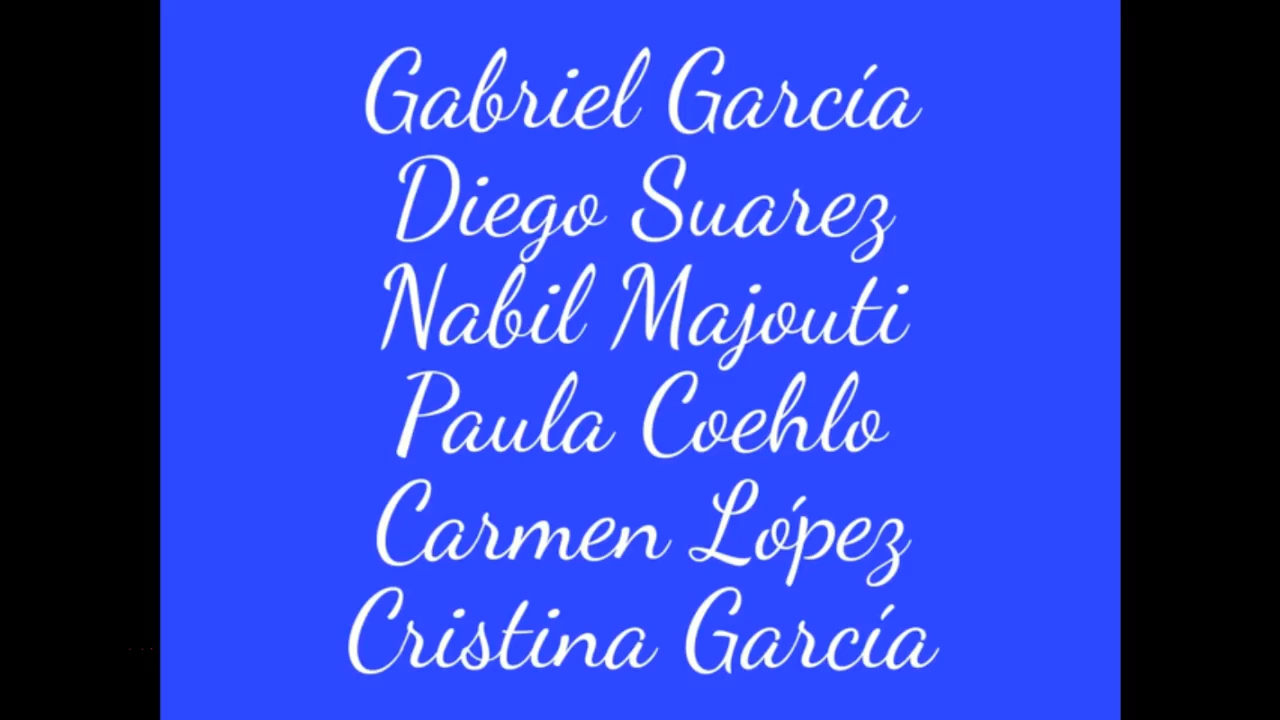 Gabriel García
Diego Suarez
Nabil Majouti
Paula Coehlo
Carmen López
Cristina García